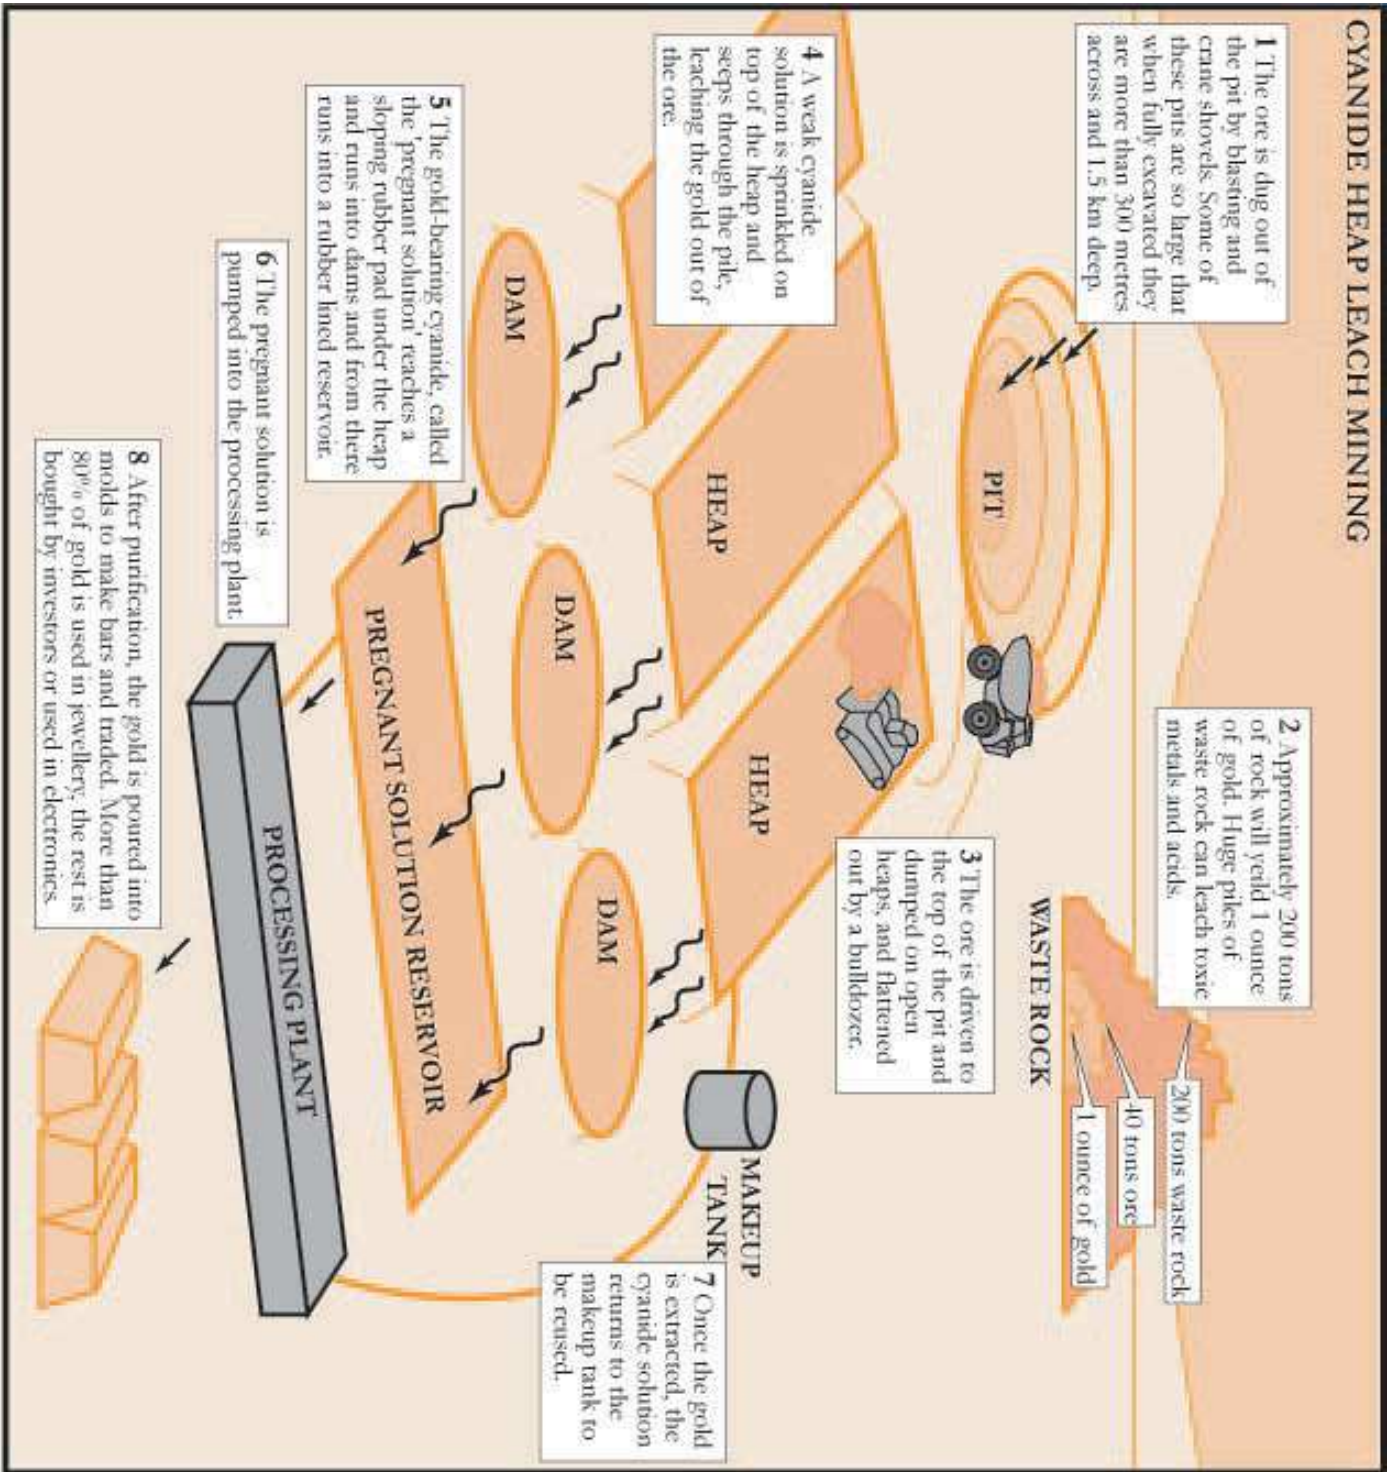 CYANIDE HEAP LEACH MINING
1 The ore is dug out of
the pit by blasting and
crane shovels. Some of
these pits are so large that
when fully excavated they
are more than 300 metres
across and 1.5 km deep.
2 Approximately 200 tons
of rock will yeild 1 ounce
of gold. Huge piles of
waste rock can leach toxic
metals and acids.
200 tons waste rock
40 tons ore
1 ounce of gold
WASTE ROCK
PIT
3 The ore is driven to
the top of the pit and
dumped on open
heaps, and flattened
out by a bulldozer.
4 A weak cyanide
solution is sprinkled on
top of the heap and
seeps through the pile,
leaching the gold out of
the ore.
HEAP
HEAP
MAKEUP
TANK
DAM
DAM
DAM
5 The gold-bearing cyanide, called
the 'pregnant solution' reaches a
sloping rubber pad under the heap
and runs into dams and from there
runs into a rubber lined reservoir.
7 Once the gold
is extracted, the
cyanide solution
returns to the
makeup tank to
be reused.
PREGNANT SOLUTION RESERVOIR
6 The pregnant solution is
pumped into the processing plant.
PROCESSING PLANT
8 After purification, the gold is poured into
molds to make bars and traded. More than
80% of gold is used in jewellery, the rest is
bought by investors or used in electronics.